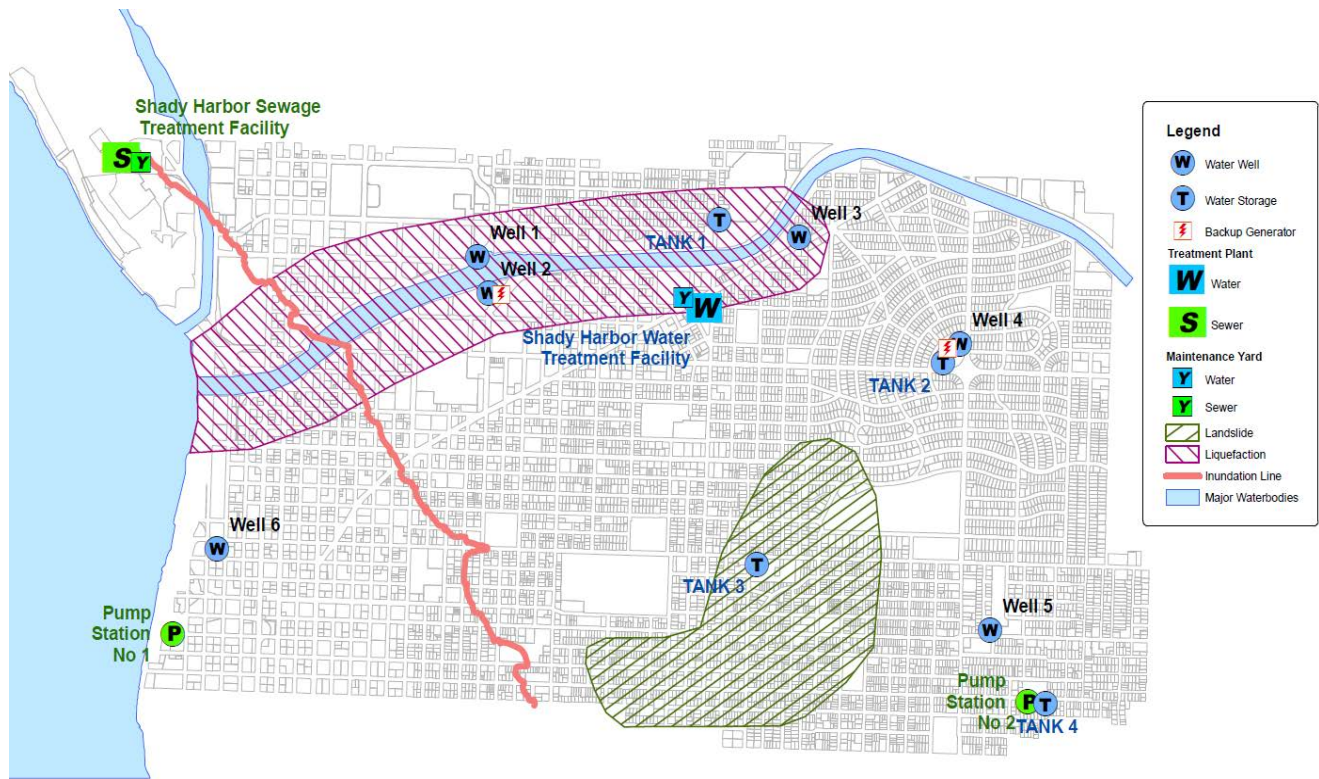 Shady Harbor Sewage
Treatment Facility
S
Y
Well 1
W
Well 2
W
TANK 1
T
Well 3
W
Y
W
Shady Harbor Water
Treatment Facility
Well 4
W
T
TANK 2
Well 6
W
TANK 3
T
Well 5
W
Pump
Station
No 1
P
Pump
Station
No 2
P
T
TANK 4
Legend
W Water Well
T Water Storage
Backup Generator
Treatment Plant
W Water
S Sewer
Maintenance Yard
Y Water
Y Sewer
Landslide
Liquefaction
Inundation Line
Major Waterbodies